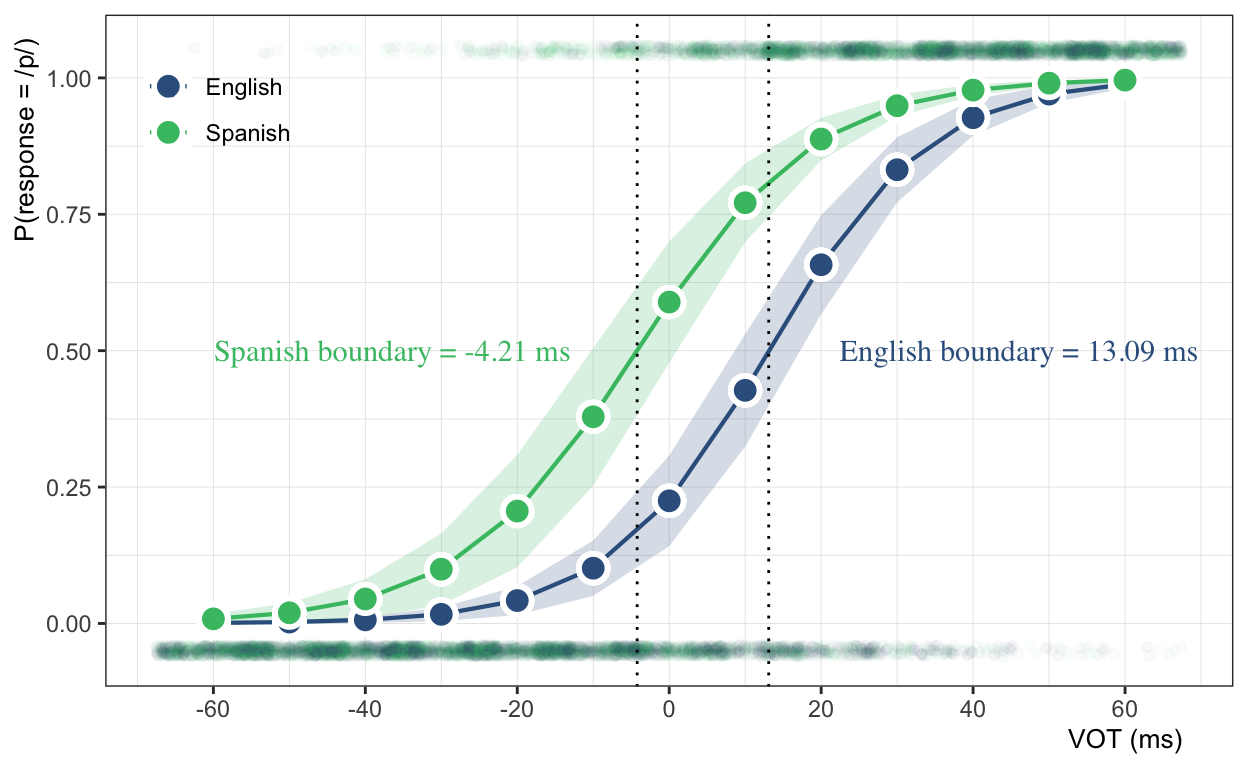 P(response = /p/)
1.00
0.75
0.50
0.25
0.00
English
Spanish
Spanish boundary = -4.21 ms
English boundary = 13.09 ms
-60
-40
-20
0
20
40
60
VOT (ms)